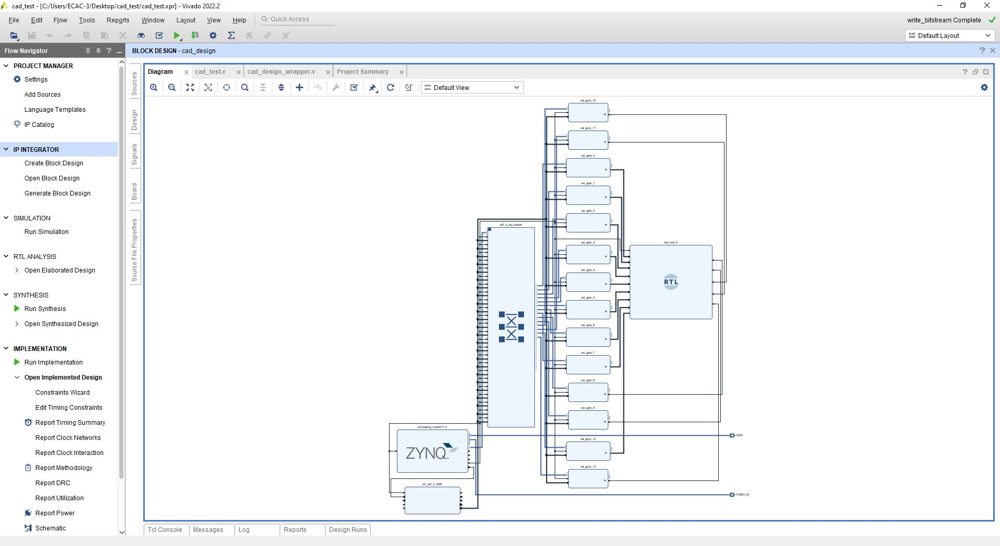 cad_test - [C:/Users/ECAC-3/Desktop/cad_test/cad_test.xpr] - Vivado 2022.2
File Edit Flow Tools Reports Window Layout View Help Quick Access
write_bitstream Complete
Default Layout
Flow Navigator
PROJECT MANAGER
Settings
Add Sources
Language Templates
IP Catalog
IP INTEGRATOR
Create Block Design
Open Block Design
Generate Block Design
SIMULATION
Run Simulation
RTL ANALYSIS
Open Elaborated Design
SYNTHESIS
Run Synthesis
Open Synthesized Design
IMPLEMENTATION
Run Implementation
Open Implemented Design
Constraints Wizard
Edit Timing Constraints
Report Timing Summary
Report Clock Networks
Report Clock Interaction
Report Methodology
Report DRC
Report Utilization
Report Power
Schematic
BLOCK DESIGN - cad_design
Sources
Design
Signals
Board
Source File Properties
Diagram
cad_test.v
cad_design_wrapper.v
Project Summary
Default View
axi_gpio_10
axi_gpio_11
axi_gpio_0
axi_gpio_1
axi_gpio_2
ps7_0_axi_periph
axi_gpio_3
cad_test_0
RTL
axi_gpio_4
axi_gpio_5
axi_gpio_6
axi_gpio_7
axi_gpio_8
axi_gpio_9
processing_system7_0
ZYNQ
DDR
axi_gpio_12
axi_gpio_13
rst_ps7_0_50M
FIXED_IO
Tcl Console
Messages
Log
Reports
Design Runs